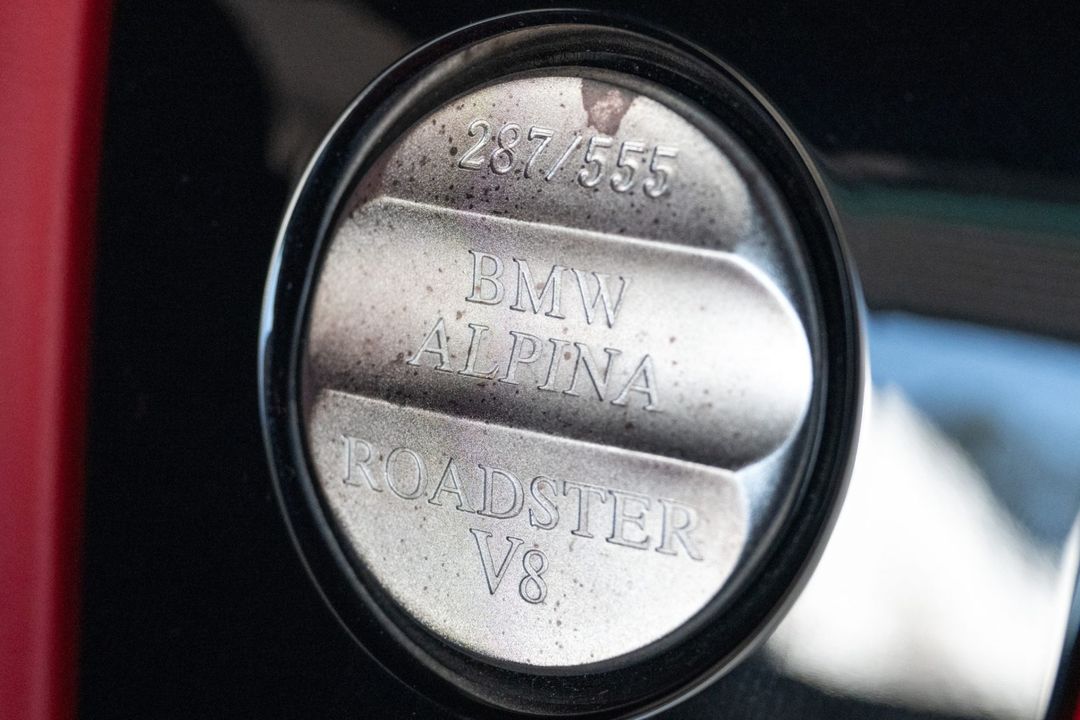 287/555
BMW
ALPINA
ROADSTER
V8